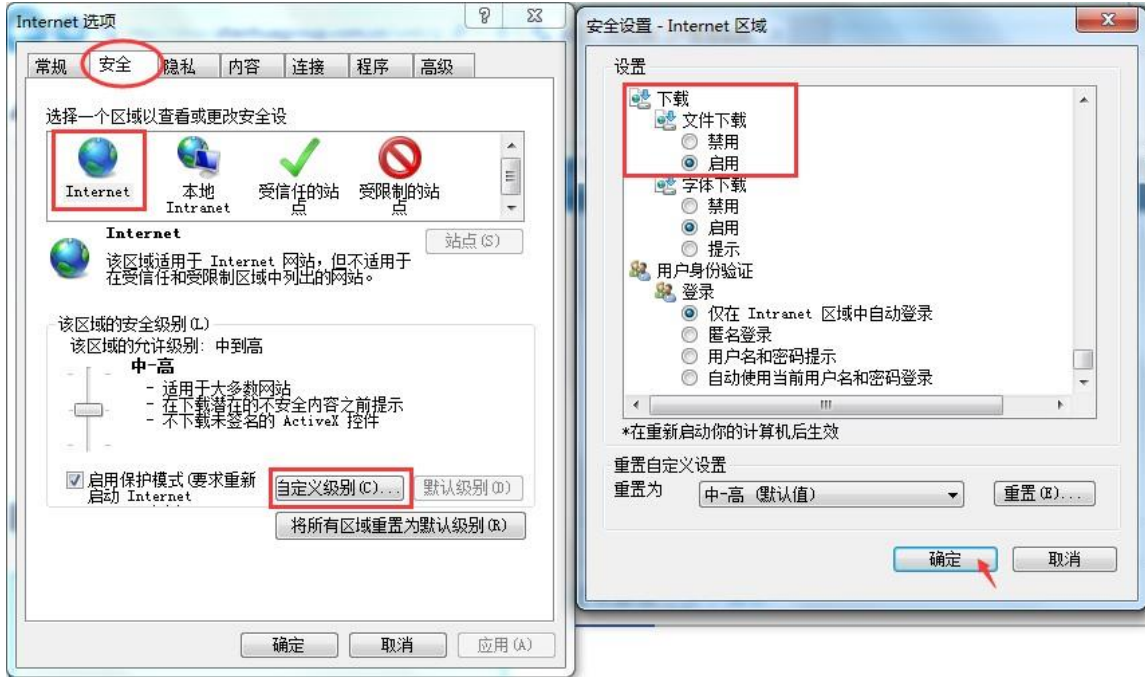 Internet 选项
常规
安全
隐私
内容
连接
程序
高级
选择一个区域以查看或更改安全设
Internet
本地
Intranet
受信任的站
点
受限制的站
点
Internet
站点(S)
该区域适用于 Internet 网站，但不适用于
在受信任和受限制区域中列出的网站。
该区域的安全级别(L)
该区域的允许级别: 中到高
中-高
- 适用于大多数网站
- 在下载潜在的不安全内容之前提示
- 不下载未签名的 ActiveX 控件
启用保护模式(要求重新
启动 Internet
自定义级别(C)...
默认级别(D)
将所有区域重置为默认级别(R)
确定
取消
应用(A)
安全设置 - Internet 区域
设置
下载
文件下载
禁用
启用
字体下载
禁用
启用
提示
用户身份验证
登录
仅在 Intranet 区域中自动登录
匿名登录
用户名和密码提示
自动使用当前用户名和密码登录
*在重新启动你的计算机后生效
重置自定义设置
重置为
中-高 (默认值)
重置(E)...
确定
取消